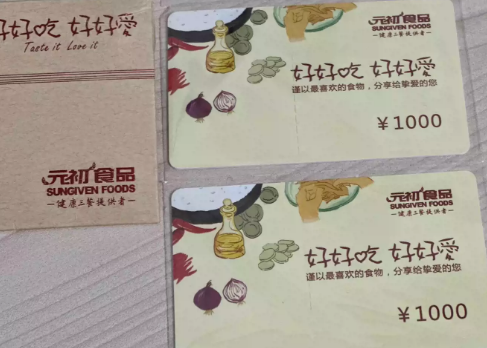 好好吃 好好愛
Taste it Love it
元初食品
SUNGIVEN FOODS
健康三餐提供者
元初食品
SUNGIVEN FOODS
健康三餐提供者
好好吃 好好愛
谨以最喜欢的食物，分享给挚爱的您
￥1000
元初食品
SUNGIVEN FOODS
健康三餐提供者
好好吃 好好愛
谨以最喜欢的食物，分享给挚爱的您
￥1000